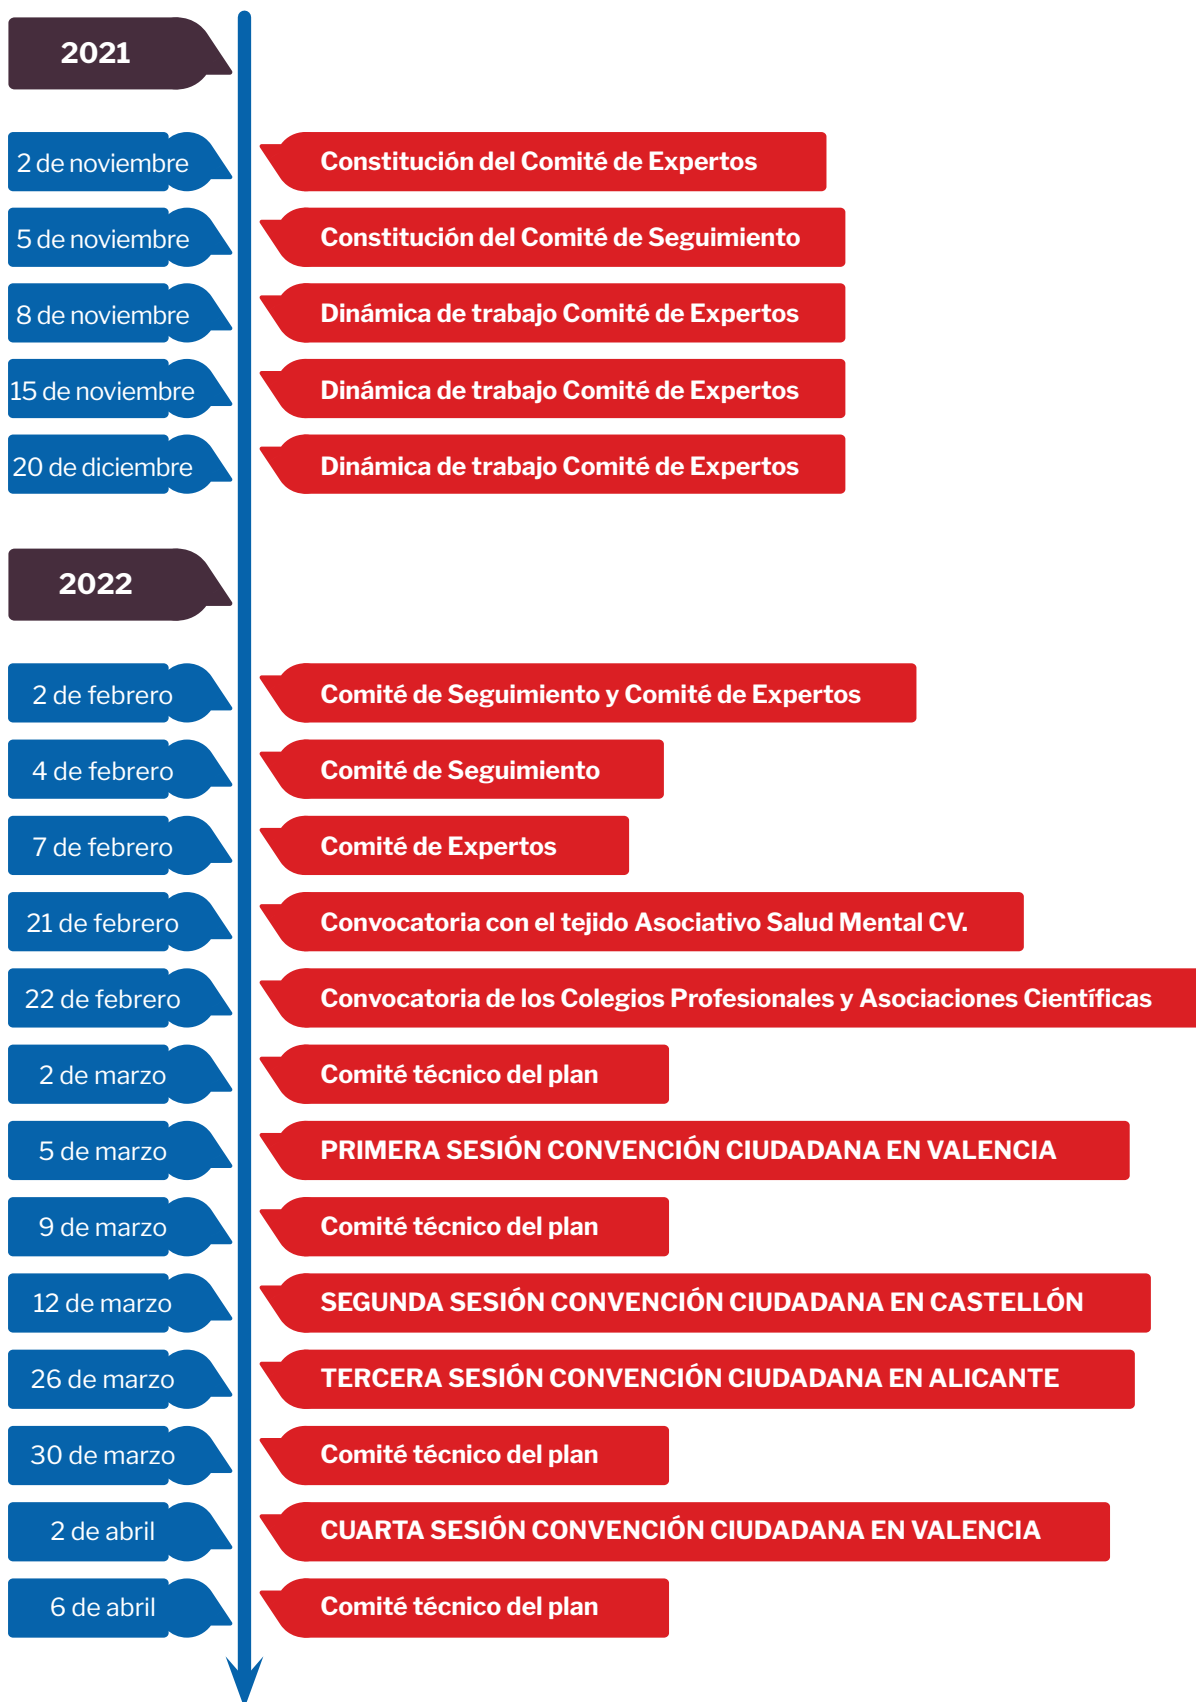 2021
2 de noviembre
Constitución del Comité de Expertos
5 de noviembre
Constitución del Comité de Seguimiento
8 de noviembre
Dinámica de trabajo Comité de Expertos
15 de noviembre
Dinámica de trabajo Comité de Expertos
20 de diciembre
Dinámica de trabajo Comité de Expertos
2022
2 de febrero
Comité de Seguimiento y Comité de Expertos
4 de febrero
Comité de Seguimiento
7 de febrero
Comité de Expertos
21 de febrero
Convocatoria con el tejido Asociativo Salud Mental CV.
22 de febrero
Convocatoria de los Colegios Profesionales y Asociaciones Científicas
2 de marzo
Comité técnico del plan
5 de marzo
PRIMERA SESIÓN CONVENCIÓN CIUDADANA EN VALENCIA
9 de marzo
Comité técnico del plan
12 de marzo
SEGUNDA SESIÓN CONVENCIÓN CIUDADANA EN CASTELLÓN
26 de marzo
TERCERA SESIÓN CONVENCIÓN CIUDADANA EN ALICANTE
30 de marzo
Comité técnico del plan
2 de abril
CUARTA SESIÓN CONVENCIÓN CIUDADANA EN VALENCIA
6 de abril
Comité técnico del plan